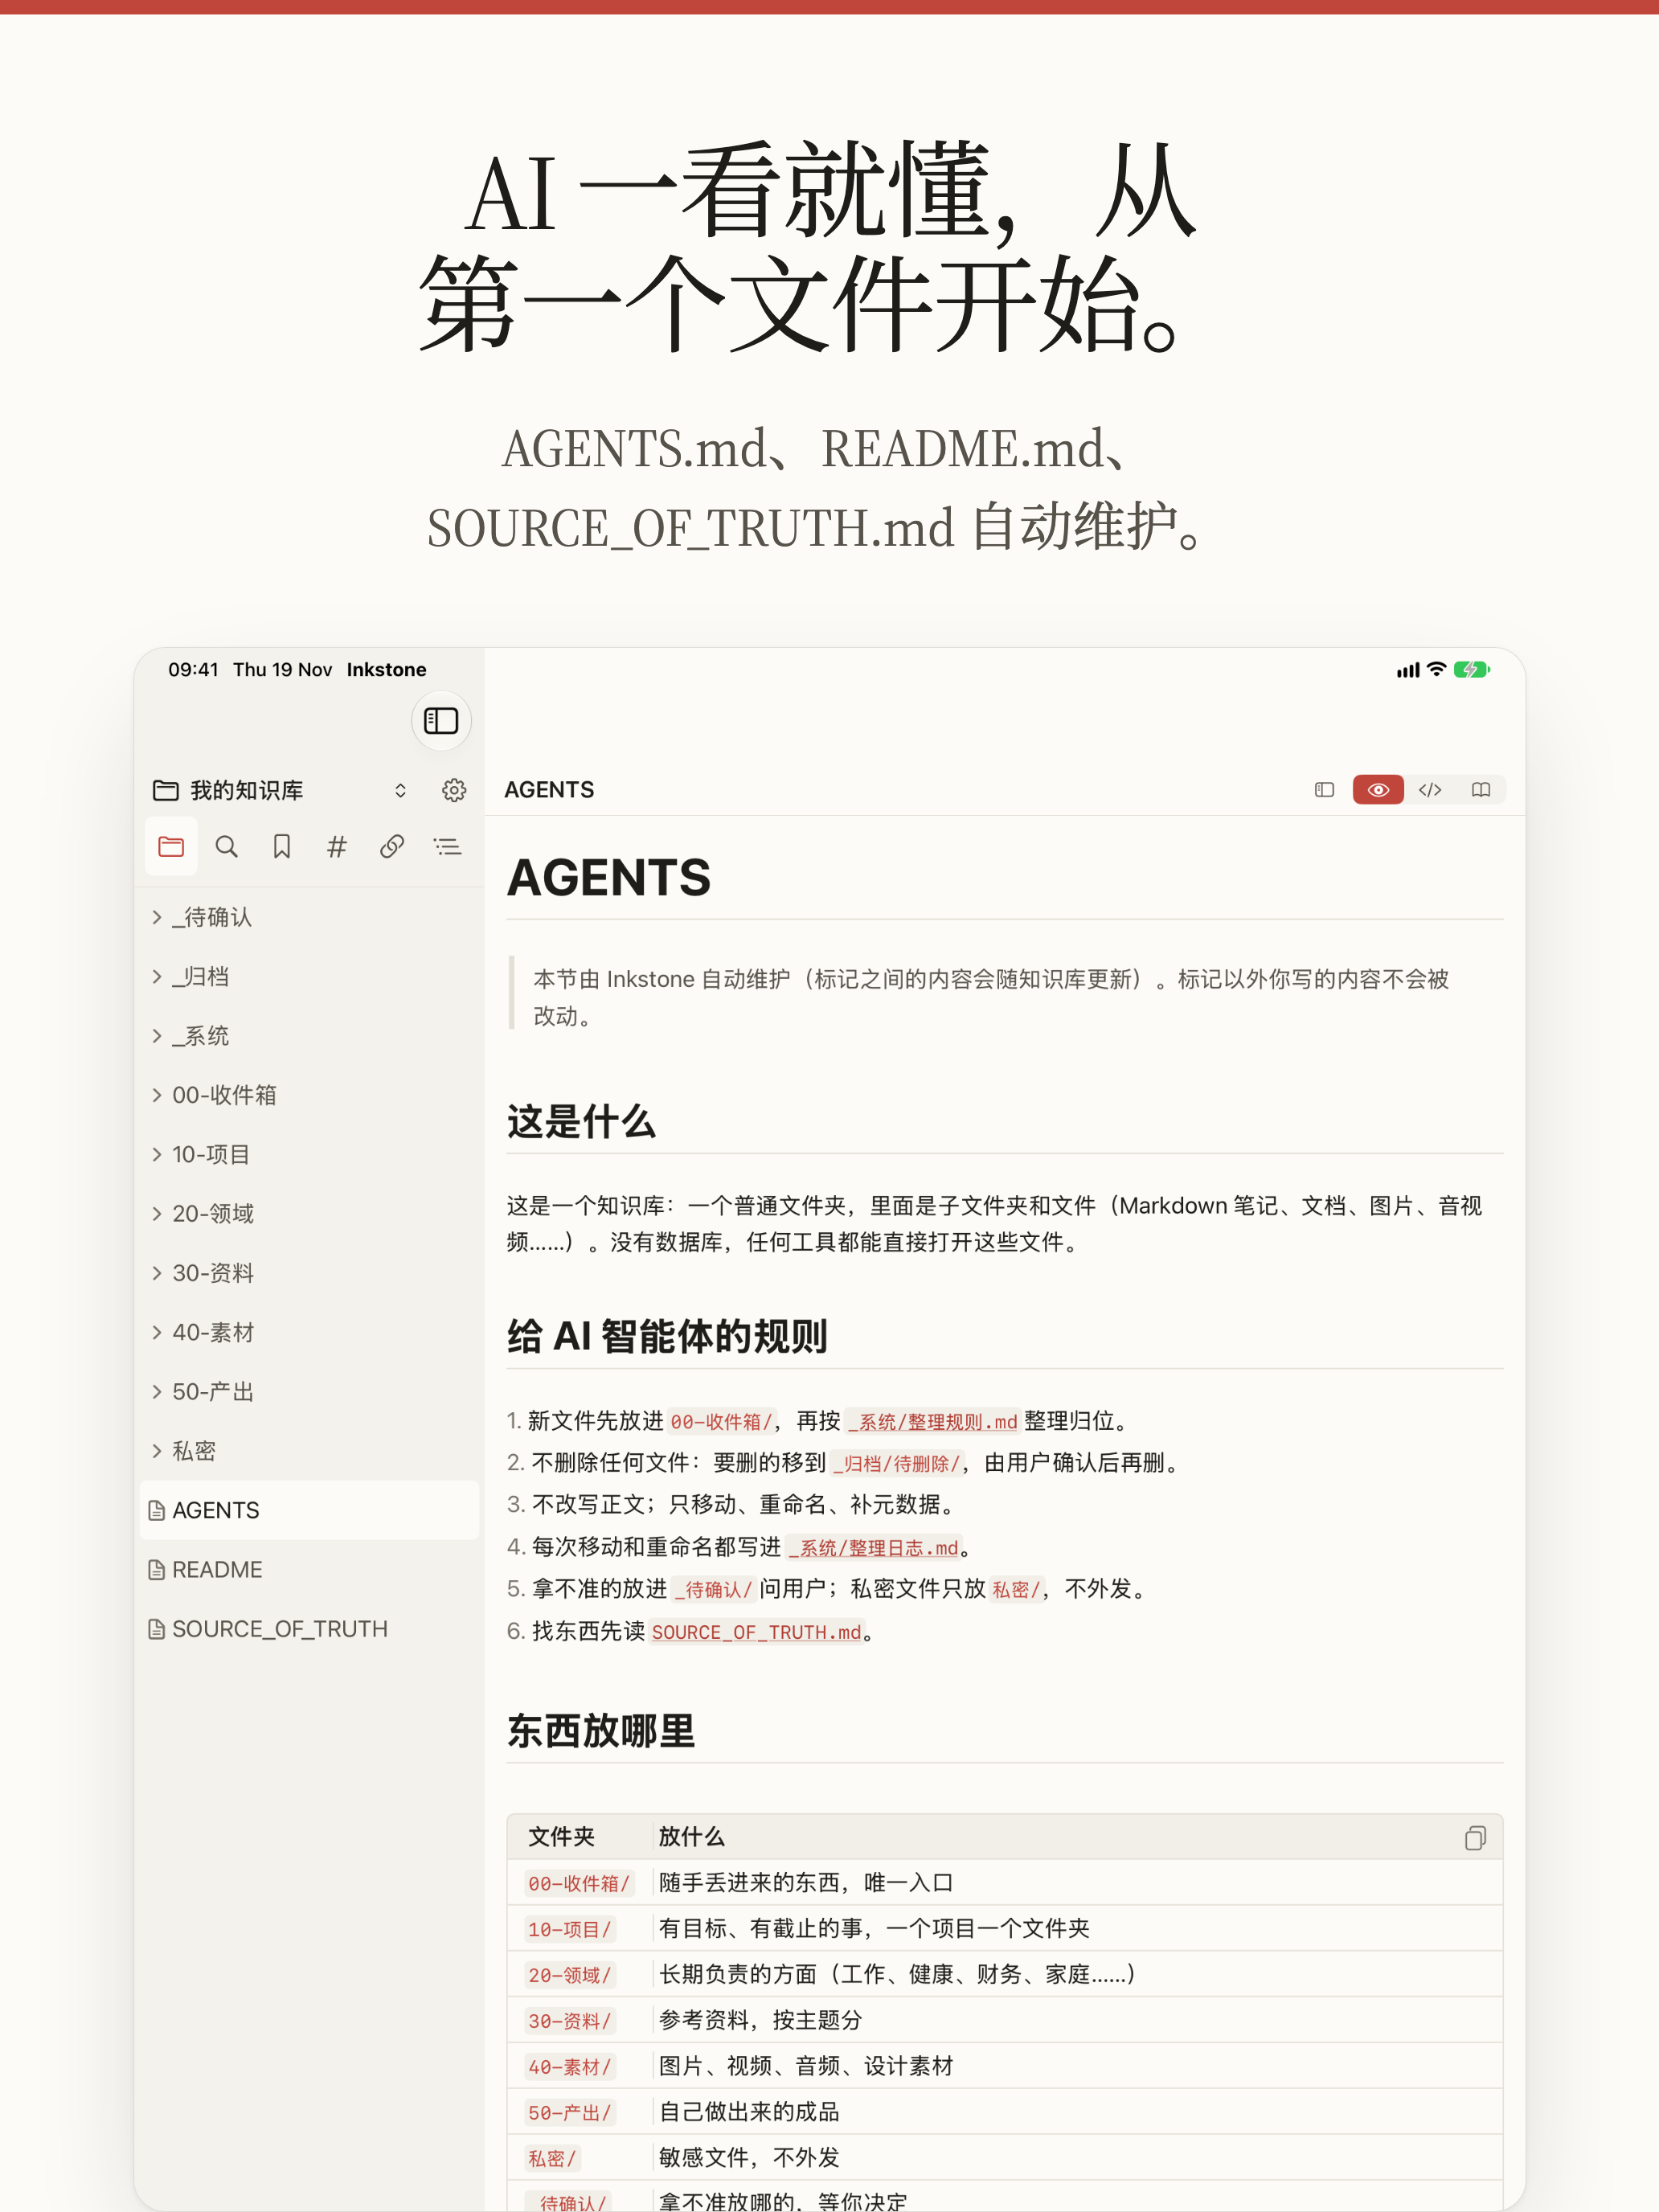 AI 一看就懂，从
第一个文件开始。
AGENTS.md、README.md、
SOURCE_OF_TRUTH.md 自动维护。
09:41 Thu 19 Nov Inkstone
我的知识库
AGENTS
_待确认
_归档
_系统
00-收件箱
10-项目
20-领域
30-资料
40-素材
50-产出
私密
AGENTS
README
SOURCE_OF_TRUTH
AGENTS
本节由 Inkstone 自动维护（标记之间的内容会随知识库更新）。标记以外你写的内容不会被
改动。
这是什么
这是一个知识库：一个普通文件夹，里面是子文件夹和文件（Markdown 笔记、文档、图片、音视
频……）。没有数据库，任何工具都能直接打开这些文件。
给 AI 智能体的规则
1. 新文件先放进 00-收件箱/，再按 _系统/整理规则.md 整理归位。
2. 不删除任何文件：要删的移到 _归档/待删除/，由用户确认后再删。
3. 不改写正文；只移动、重命名、补元数据。
4. 每次移动和重命名都写进 _系统/整理日志.md。
5. 拿不准的放进 _待确认/ 问用户；私密文件只放 私密/，不外发。
6. 找东西先读 SOURCE_OF_TRUTH.md。
东西放哪里
文件夹 放什么
00-收件箱/ 随手丢进来的东西，唯一入口
10-项目/ 有目标、有截止的事，一个项目一个文件夹
20-领域/ 长期负责的方面（工作、健康、财务、家庭……）
30-资料/ 参考资料，按主题分
40-素材/ 图片、视频、音频、设计素材
50-产出/ 自己做出来的成品
私密/ 敏感文件，不外发
_待确认/ 拿不准放哪的，等你决定